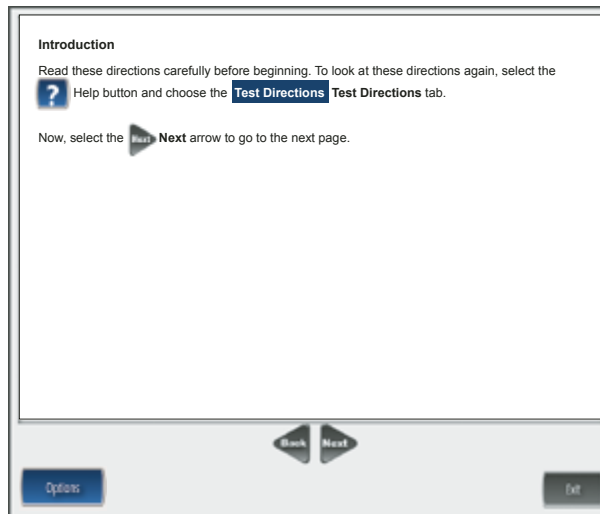 Introduction
Read these directions carefully before beginning. To look at these directions again, select the
? Help button and choose the Test Directions Test Directions tab.
Now, select the Next Next arrow to go to the next page.
Back Next
Options Exit